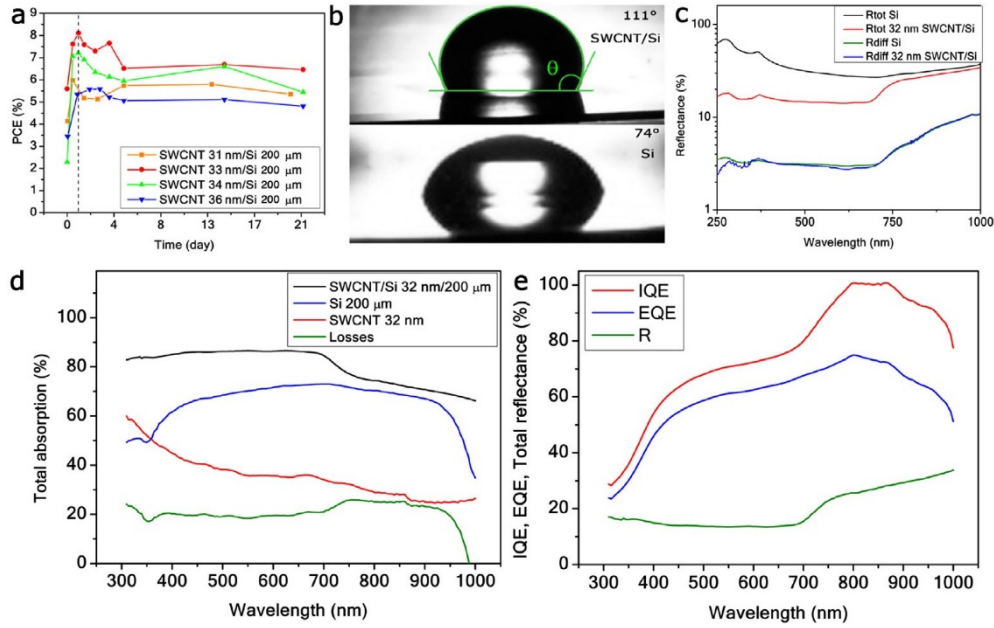 a
9
8
7
6
5
4
3
2
1
0
PCE (%)
SWCNT 31 nm/Si 200 µm
SWCNT 33 nm/Si 200 µm
SWCNT 34 nm/Si 200 µm
SWCNT 36 nm/Si 200 µm
0 4 7 11 14 18 21
Time (day)
b
111°
SWCNT/Si
θ
74°
Si
c
Rtot Si
Rtot 32 nm SWCNT/Si
Rdiff Si
Rdiff 32 nm SWCNT/Si
100
10
1
Reflectance (%)
250 500 750 1000
Wavelength (nm)
d
SWCNT/Si 32 nm/200 µm
Si 200 µm
SWCNT 32 nm
Losses
100
80
60
40
20
0
Total absorption (%)
300 400 500 600 700 800 900 1000
Wavelength (nm)
e
IQE
EQE
R
100
80
60
40
20
0
IQE, EQE, Total reflectance (%)
300 400 500 600 700 800 900 1000
Wavelength (nm)